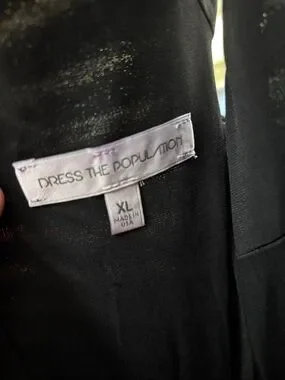 DRESS THE POPULATION
XL
MADE IN
USA